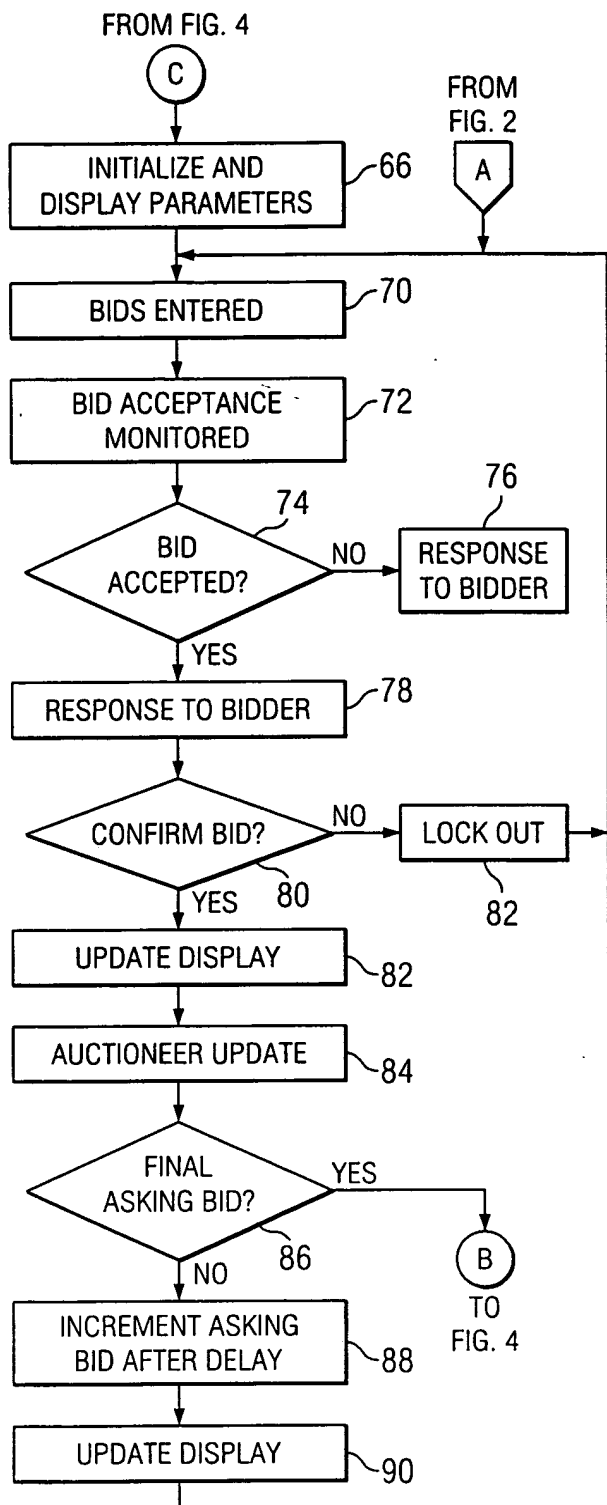 FROM FIG. 4
C
FROM
FIG. 2
A
INITIALIZE AND
DISPLAY PARAMETERS
66
BIDS ENTERED
70
BID ACCEPTANCE
MONITORED
72
74
BID
ACCEPTED?
NO
76
RESPONSE
TO BIDDER
YES
RESPONSE TO BIDDER
78
CONFIRM BID?
NO
LOCK OUT
80
82
YES
UPDATE DISPLAY
82
AUCTIONEER UPDATE
84
FINAL
ASKING BID?
YES
86
B
TO
FIG. 4
NO
INCREMENT ASKING
BID AFTER DELAY
88
UPDATE DISPLAY
90